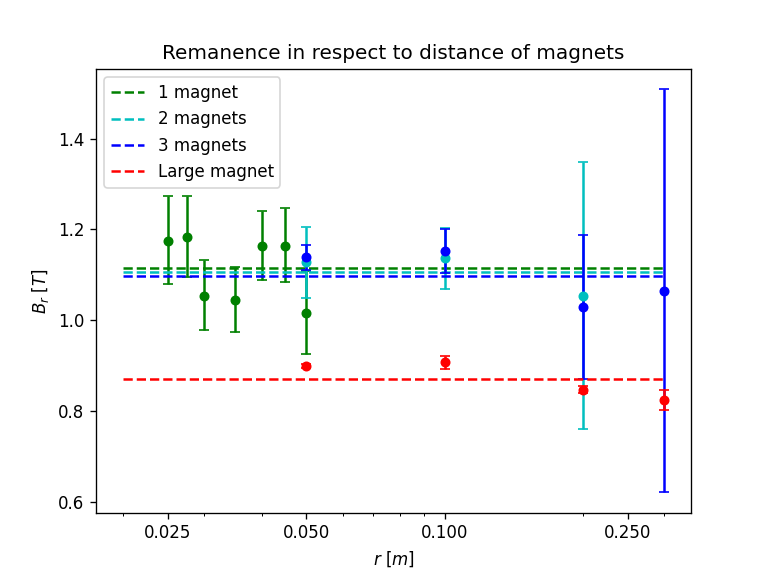 Remanence in respect to distance of magnets
1 magnet
2 magnets
3 magnets
Large magnet
1.4
1.2
1.0
0.8
0.6
B_r [T]
0.025
0.050
0.100
0.250
r [m]